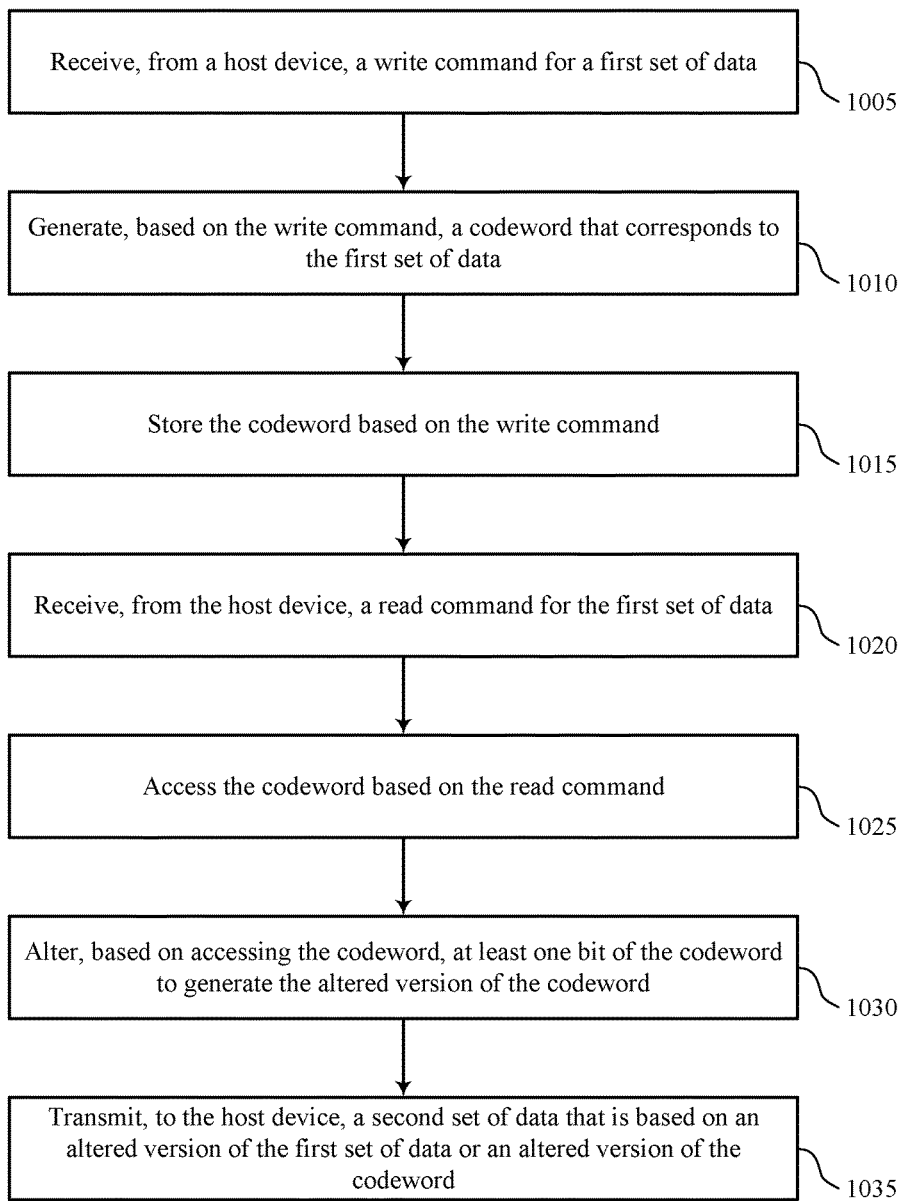 Receive, from a host device, a write command for a first set of data
1005
Generate, based on the write command, a codeword that corresponds to
the first set of data
1010
Store the codeword based on the write command
1015
Receive, from the host device, a read command for the first set of data
1020
Access the codeword based on the read command
1025
Alter, based on accessing the codeword, at least one bit of the codeword
to generate the altered version of the codeword
1030
Transmit, to the host device, a second set of data that is based on an
altered version of the first set of data or an altered version of the
codeword
1035